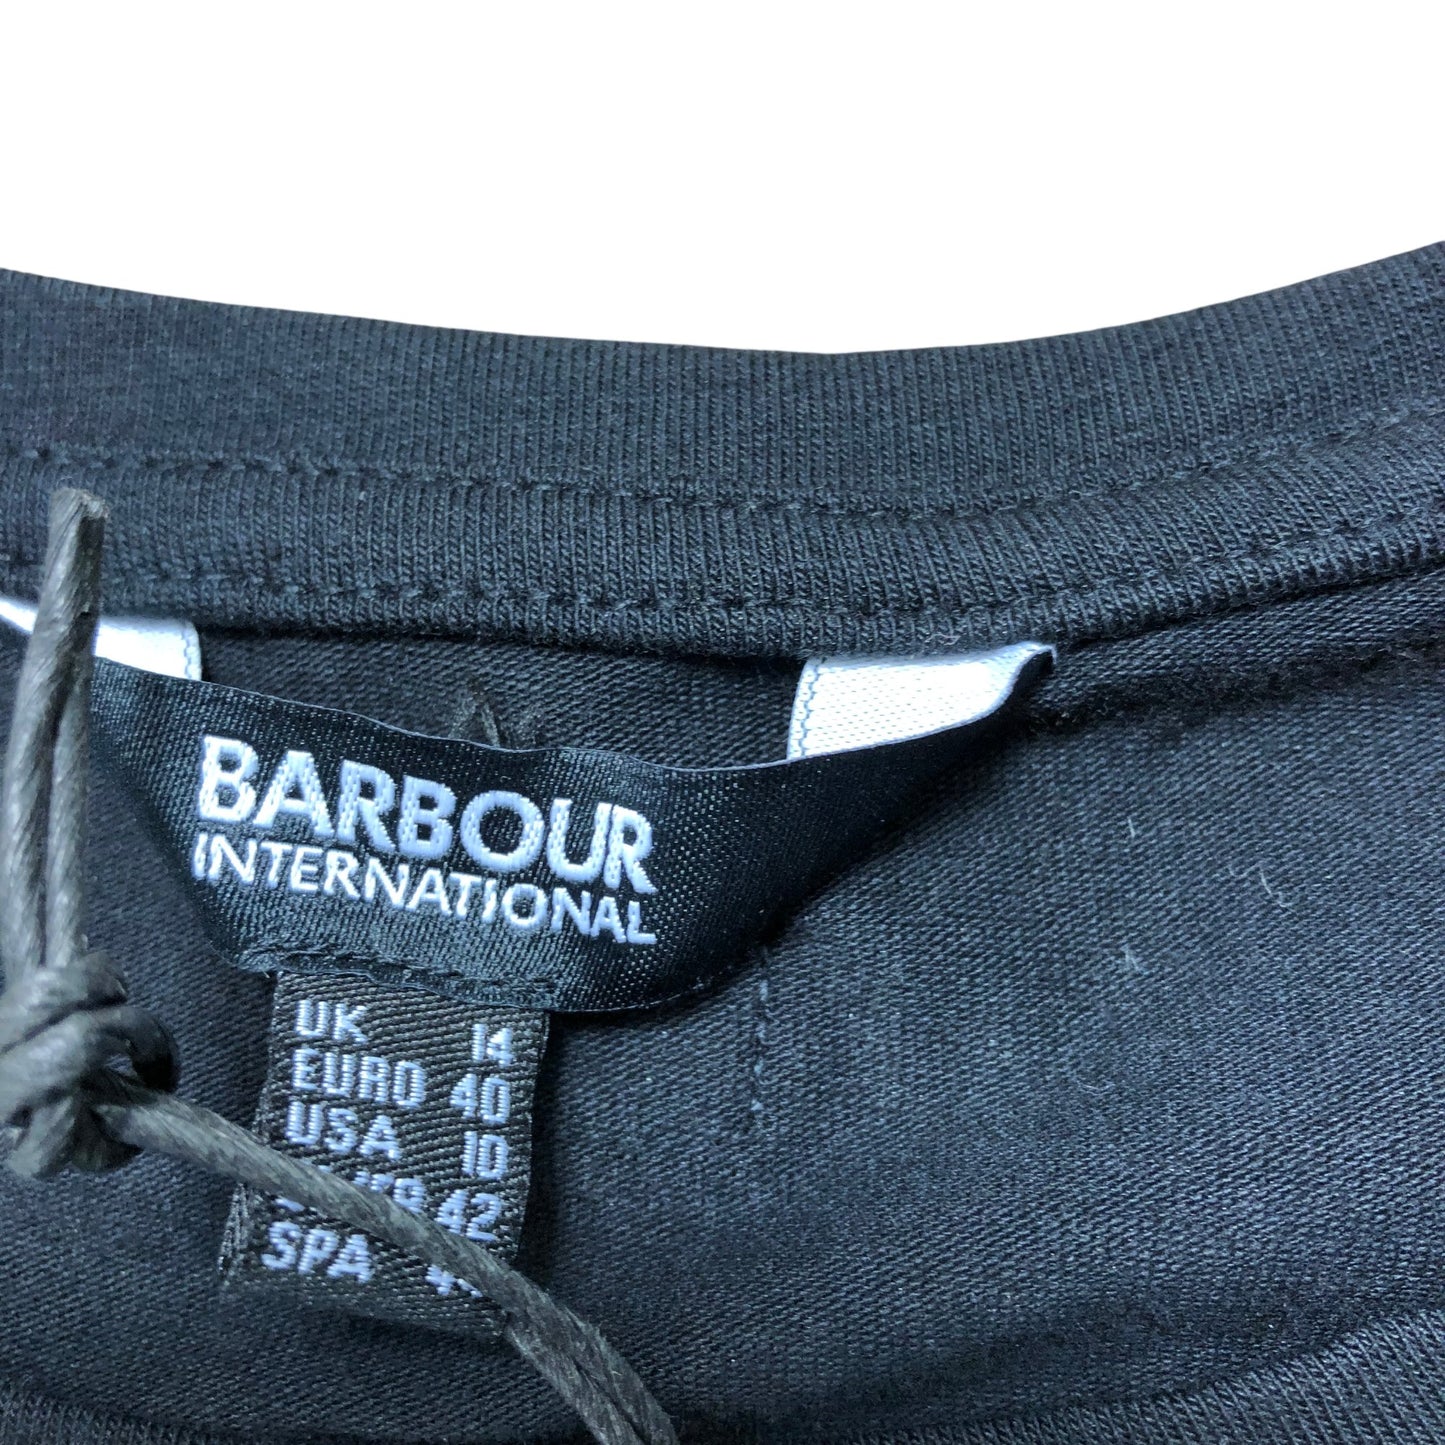 BARBOUR
INTERNATIONAL
UK 14
EURO 40
USA 10
42
SPA